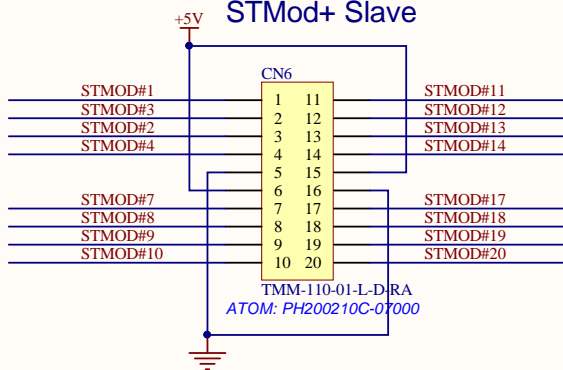 STMod+ Slave
+5V
CN6
STMOD#1 1 11 STMOD#11
STMOD#3 2 12 STMOD#12
STMOD#2 3 13 STMOD#13
STMOD#4 4 14 STMOD#14
5 15
6 16
STMOD#7 7 17 STMOD#17
STMOD#8 8 18 STMOD#18
STMOD#9 9 19 STMOD#19
STMOD#10 10 20 STMOD#20
TMM-110-01-L-D-RA
ATOM: PH200210C-07000